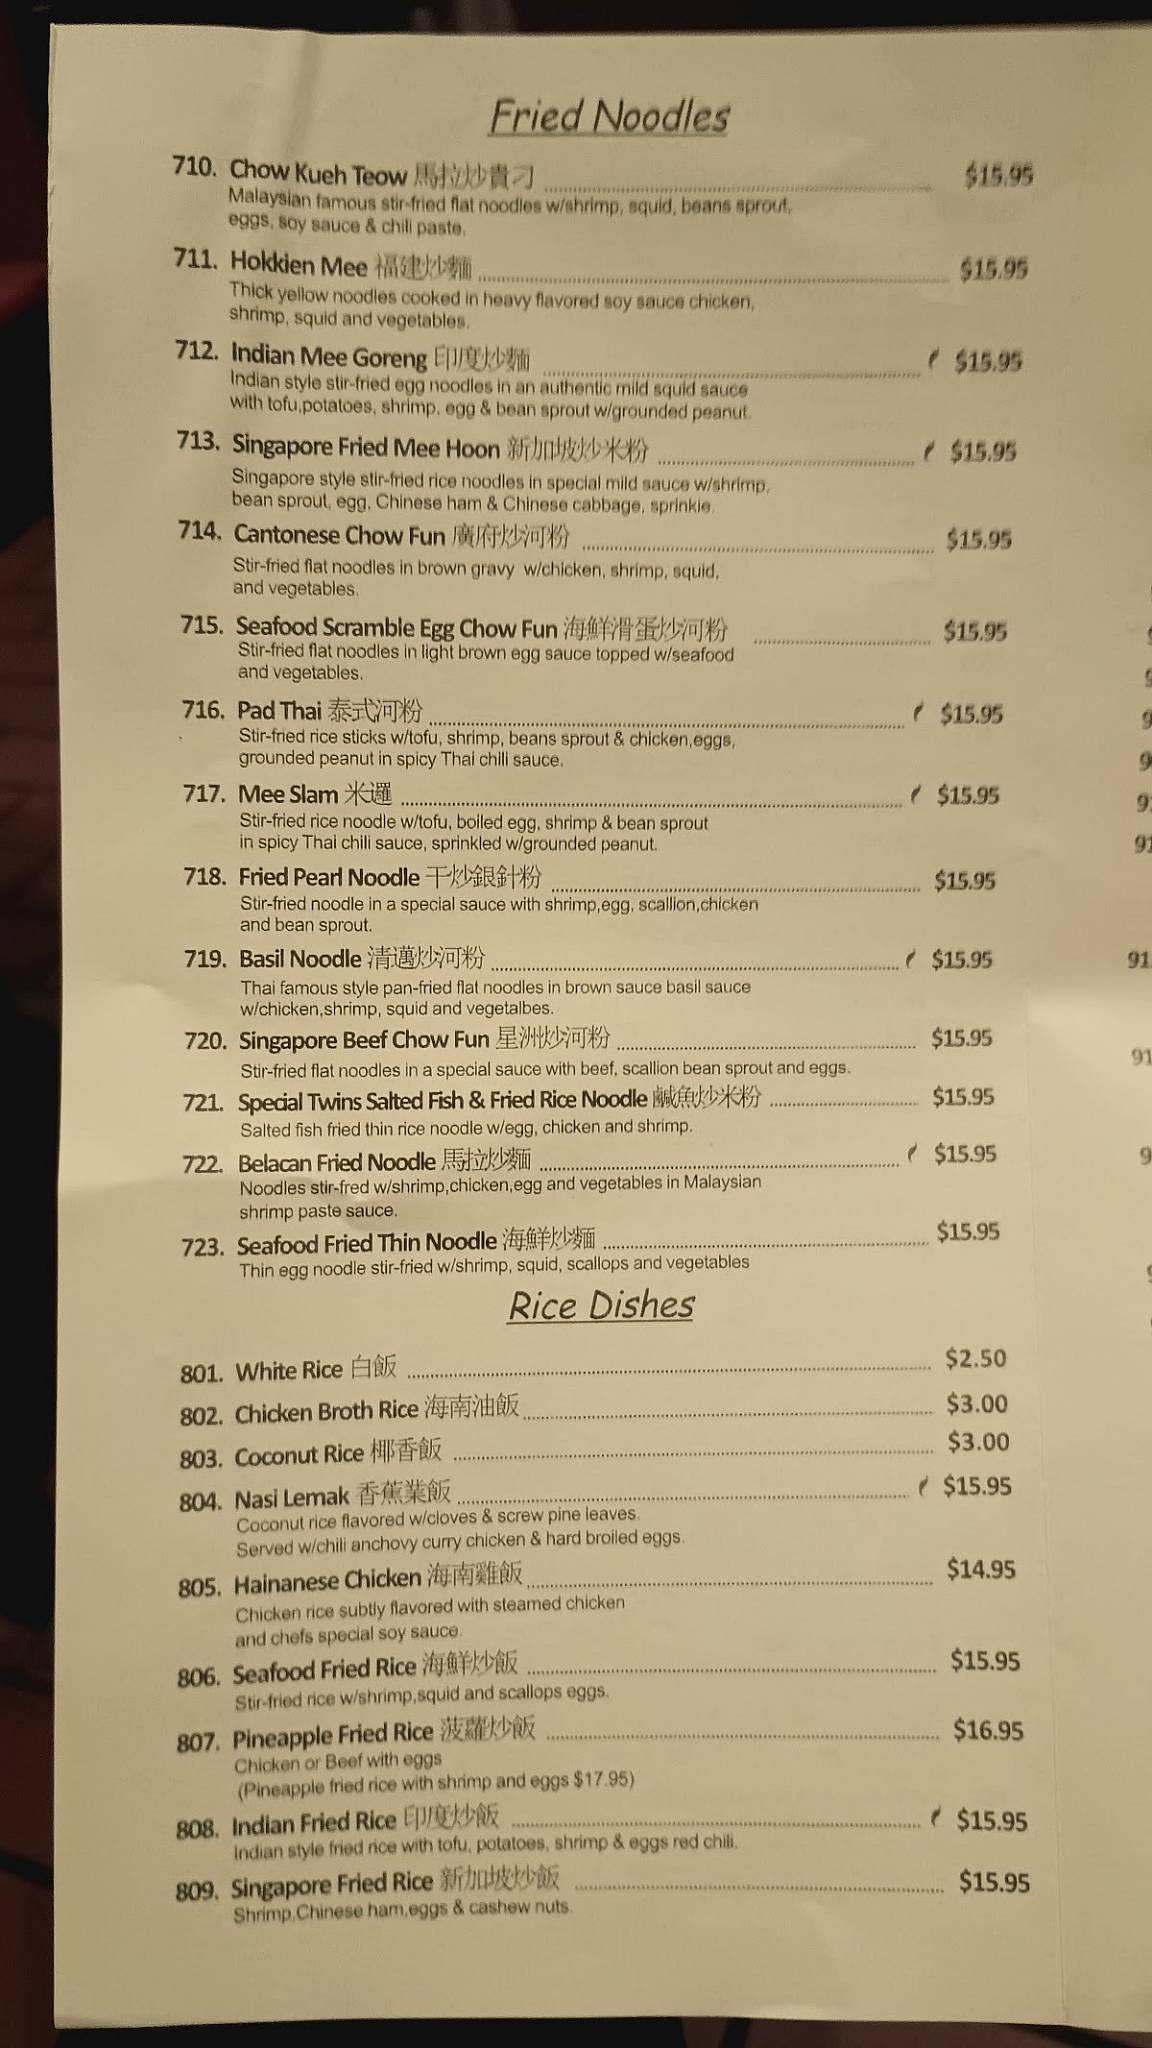 Fried Noodles
710. Chow Kueh Teow 馬拉炒貴刁 $15.95
Malaysian famous stir-fried flat noodles w/shrimp, squid, beans sprout,
eggs, soy sauce & chili paste.
711. Hokkien Mee 福建炒麵 $15.95
Thick yellow noodles cooked in heavy flavored soy sauce chicken,
shrimp, squid and vegetables.
712. Indian Mee Goreng 印度炒麵 $15.95
Indian style stir-fried egg noodles in an authentic mild squid sauce
with tofu,potatoes, shrimp, egg & bean sprout w/grounded peanut.
713. Singapore Fried Mee Hoon 新加坡炒米粉 $15.95
Singapore style stir-fried rice noodles in special mild sauce w/shrimp,
bean sprout, egg, Chinese ham & Chinese cabbage, sprinkie.
714. Cantonese Chow Fun 廣府炒河粉 $15.95
Stir-fried flat noodles in brown gravy w/chicken, shrimp, squid,
and vegetables.
715. Seafood Scramble Egg Chow Fun 海鮮滑蛋炒河粉 $15.95
Stir-fried flat noodles in light brown egg sauce topped w/seafood
and vegetables.
716. Pad Thai 泰式河粉 $15.95
Stir-fried rice sticks w/tofu, shrimp, beans sprout & chicken,eggs,
grounded peanut in spicy Thai chili sauce.
717. Mee Slam 米邏 $15.95
Stir-fried rice noodle w/tofu, boiled egg, shrimp & bean sprout
in spicy Thai chili sauce, sprinkled w/grounded peanut.
718. Fried Pearl Noodle 干炒銀針粉 $15.95
Stir-fried noodle in a special sauce with shrimp,egg, scallion,chicken
and bean sprout.
719. Basil Noodle 清邁炒河粉 $15.95
Thai famous style pan-fried flat noodles in brown sauce basil sauce
w/chicken,shrimp, squid and vegetalbes.
720. Singapore Beef Chow Fun 星洲炒河粉 $15.95
Stir-fried flat noodles in a special sauce with beef, scallion bean sprout and eggs.
721. Special Twins Salted Fish & Fried Rice Noodle 鹹魚炒米粉 $15.95
Salted fish fried thin rice noodle w/egg, chicken and shrimp.
722. Belacan Fried Noodle 馬拉炒麵 $15.95
Noodles stir-fred w/shrimp,chicken,egg and vegetables in Malaysian
shrimp paste sauce.
723. Seafood Fried Thin Noodle 海鮮炒麵 $15.95
Thin egg noodle stir-fried w/shrimp, squid, scallops and vegetables
Rice Dishes
801. White Rice 白飯 $2.50
802. Chicken Broth Rice 海南油飯 $3.00
803. Coconut Rice 椰香飯 $3.00
804. Nasi Lemak 香蕉業飯 $15.95
Coconut rice flavored w/cloves & screw pine leaves.
Served w/chili anchovy curry chicken & hard broiled eggs.
805. Hainanese Chicken 海南雞飯 $14.95
Chicken rice subtly flavored with steamed chicken
and chefs special soy sauce.
806. Seafood Fried Rice 海鮮炒飯 $15.95
Stir-fried rice w/shrimp,squid and scallops eggs.
807. Pineapple Fried Rice 菠蘿炒飯 $16.95
Chicken or Beef with eggs
(Pineapple fried rice with shrimp and eggs $17.95)
808. Indian Fried Rice 印度炒飯 $15.95
Indian style fried rice with tofu, potatoes, shrimp & eggs red chili.
809. Singapore Fried Rice 新加坡炒飯 $15.95
Shrimp,Chinese ham,eggs & cashew nuts.